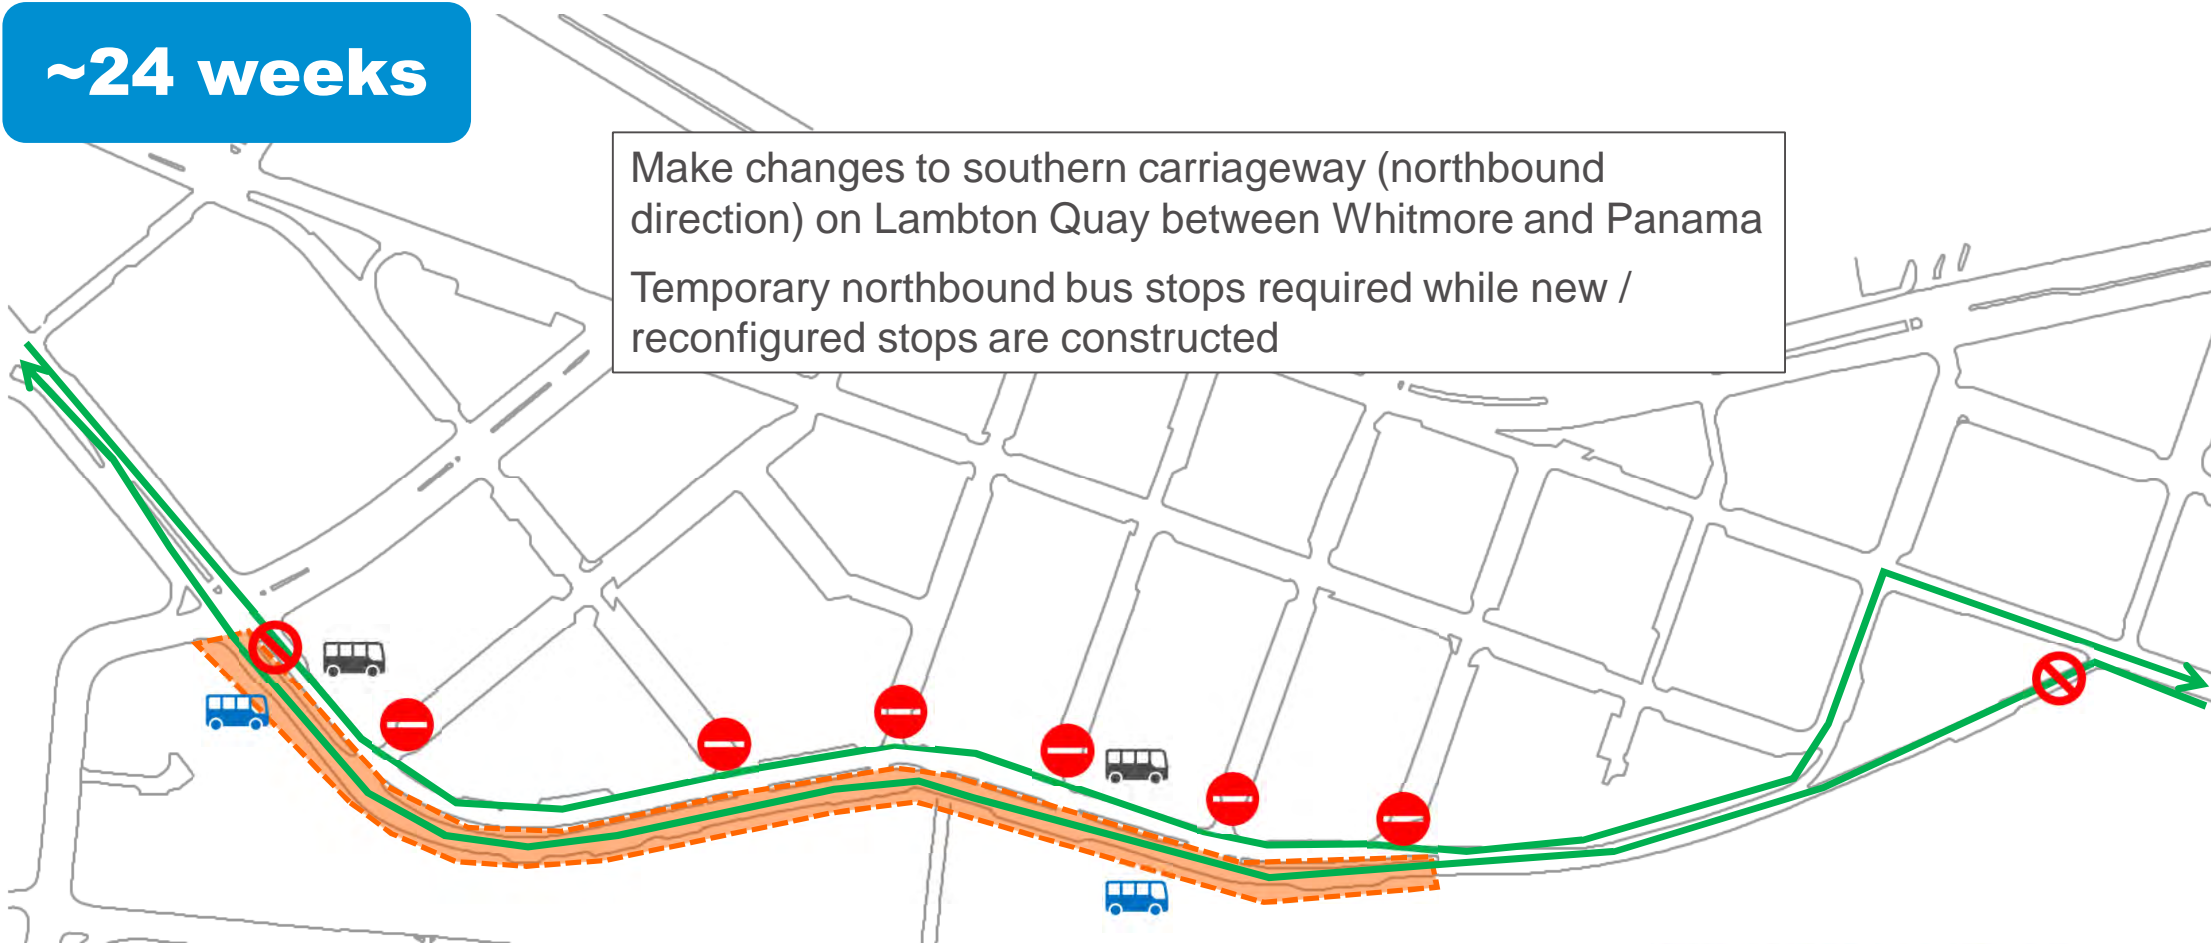 ~24 weeks
Make changes to southern carriageway (northbound
direction) on Lambton Quay between Whitmore and Panama
Temporary northbound bus stops required while new /
reconfigured stops are constructed